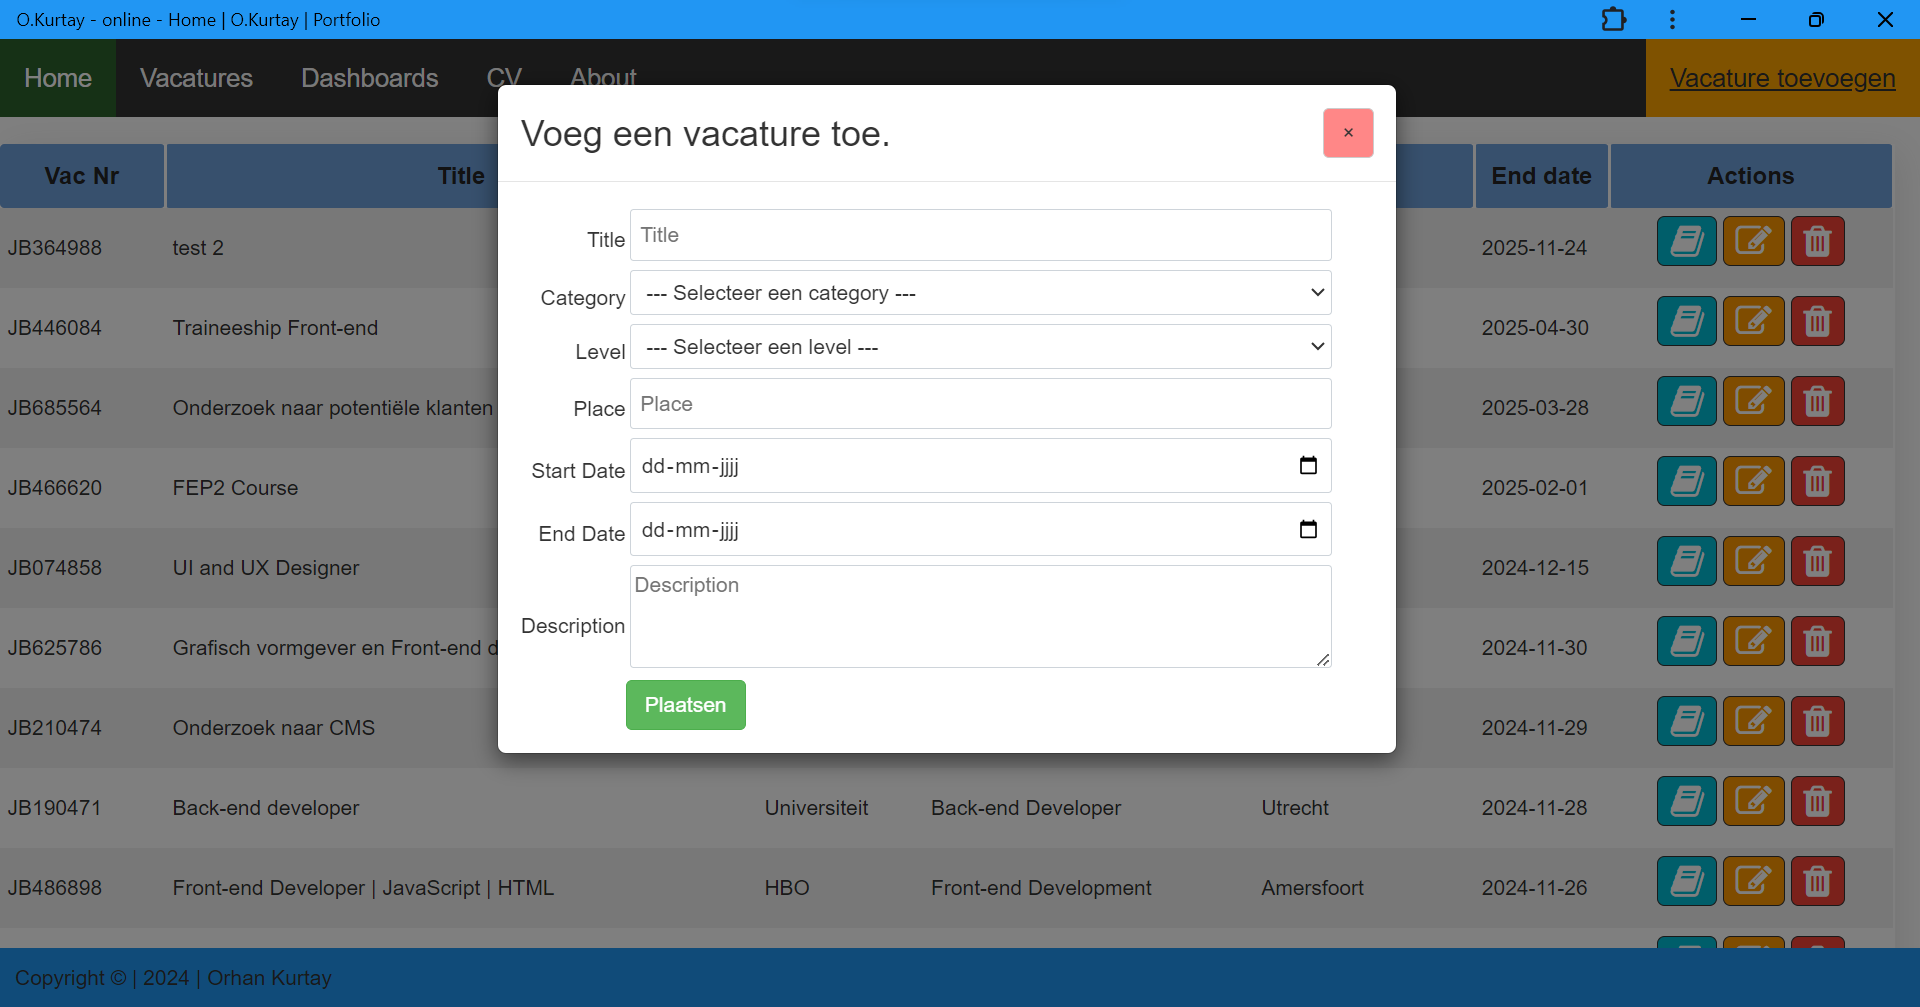 O.Kurtay - online - Home | O.Kurtay | Portfolio
Home Vacatures Dashboards CV About Vacature toevoegen
Voeg een vacature toe. ×
Vac Nr Title End date Actions
Title Title
Category --- Selecteer een category ---
Level --- Selecteer een level ---
Place Place
Start Date dd-mm-jjjj
End Date dd-mm-jjjj
Description Description
Plaatsen
JB364988 test 2 2025-11-24
JB446084 Traineeship Front-end 2025-04-30
JB685564 Onderzoek naar potentiële klanten 2025-03-28
JB466620 FEP2 Course 2025-02-01
JB074858 UI and UX Designer 2024-12-15
JB625786 Grafisch vormgever en Front-end d 2024-11-30
JB210474 Onderzoek naar CMS 2024-11-29
JB190471 Back-end developer Universiteit Back-end Developer Utrecht 2024-11-28
JB486898 Front-end Developer | JavaScript | HTML HBO Front-end Development Amersfoort 2024-11-26
Copyright © | 2024 | Orhan Kurtay